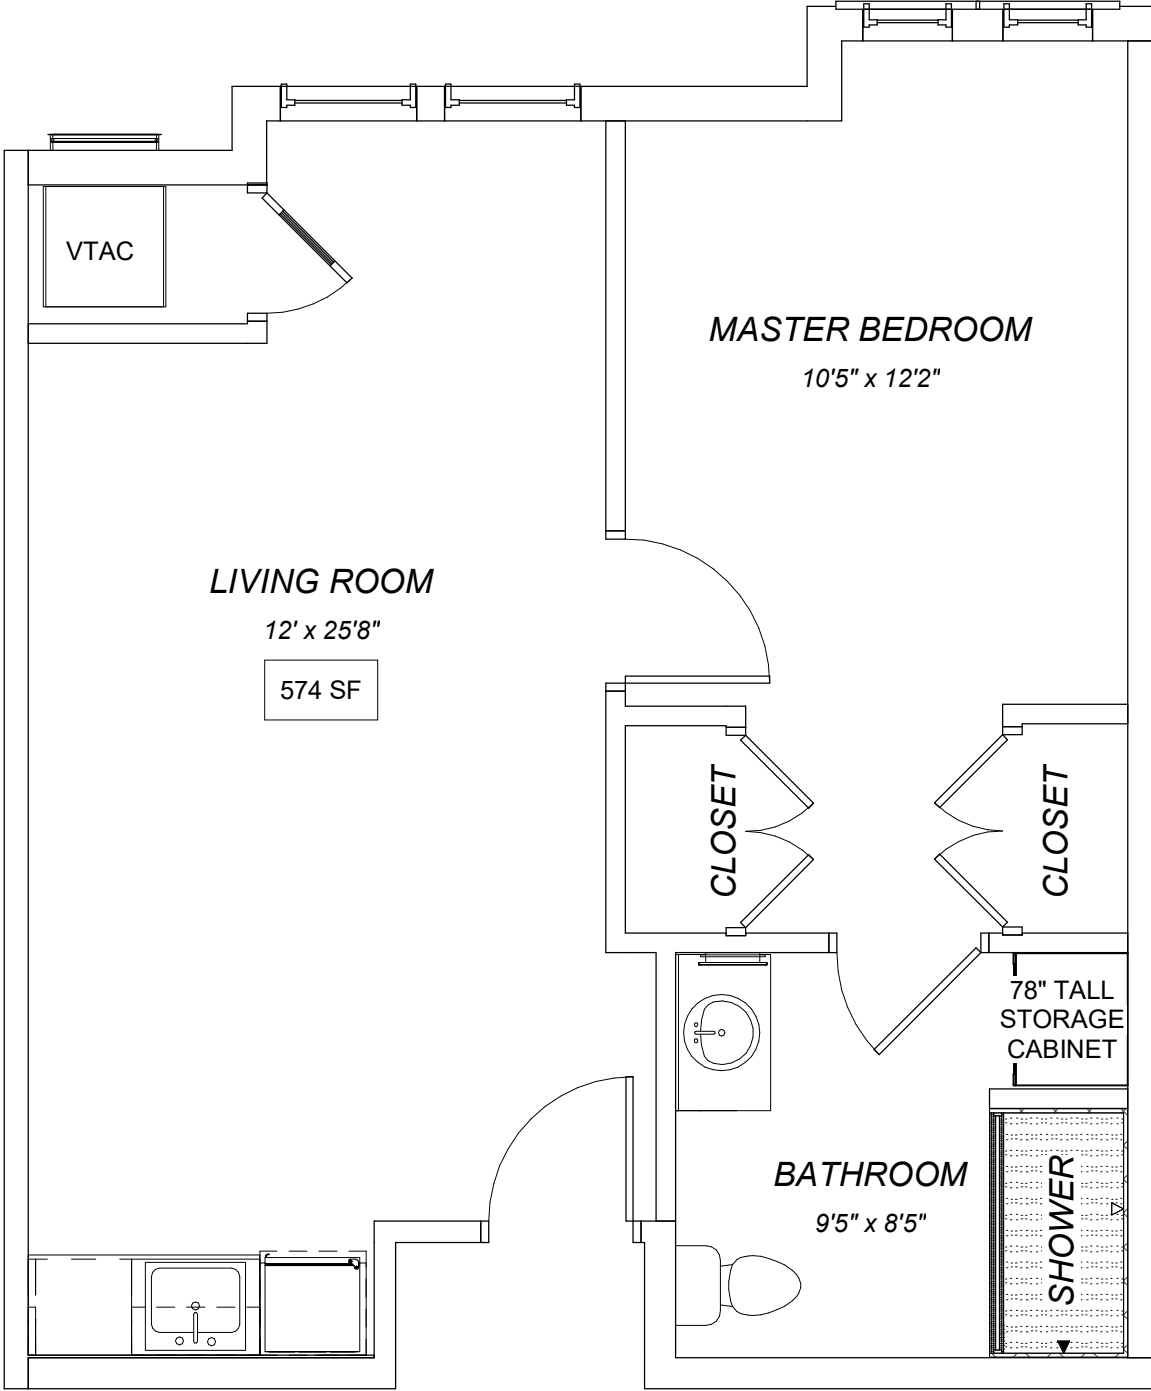 VTAC
MASTER BEDROOM
10'5" x 12'2"
LIVING ROOM
12' x 25'8"
574 SF
CLOSET
CLOSET
78" TALL
STORAGE
CABINET
BATHROOM
9'5" x 8'5"
SHOWER